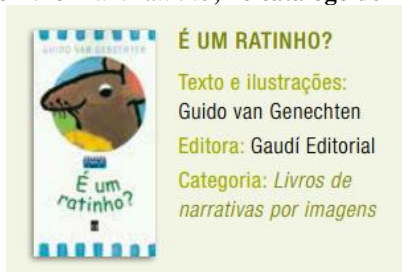 GUIDO VAN GENECHTEN
É um
ratinho?
É UM RATINHO?
Texto e ilustrações:
Guido van Genechten
Editora: Gaudí Editorial
Categoria: Livros de
narrativas por imagens